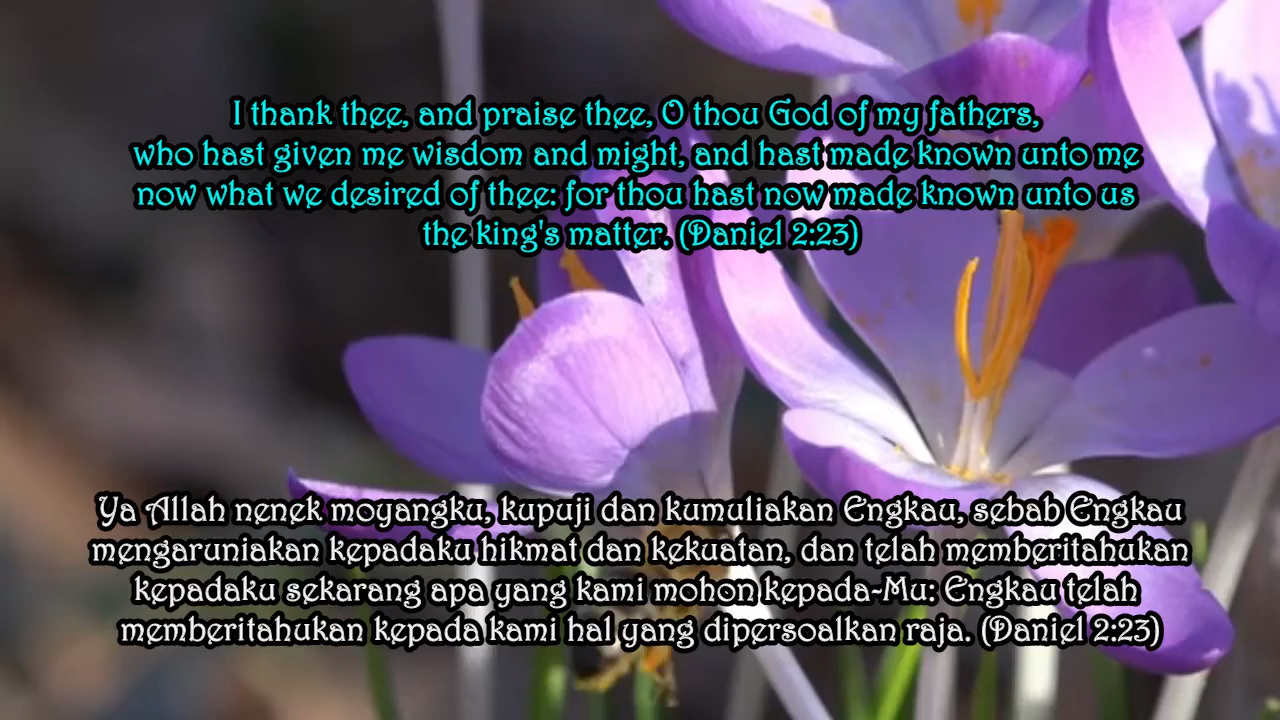 I thank thee, and praise thee, O thou God of my fathers,
who hast given me wisdom and might, and hast made known unto me
now what we desired of thee: for thou hast now made known unto us
the king's matter. (Daniel 2:23)
Ya Allah nenek moyangku, kupuji dan kumuliakan Engkau, sebab Engkau
mengaruniakan kepadaku hikmat dan kekuatan, dan telah memberitahukan
kepadaku sekarang apa yang kami mohon kepada-Mu: Engkau telah
memberitahukan kepada kami hal yang dipersoalkan raja. (Daniel 2:23)